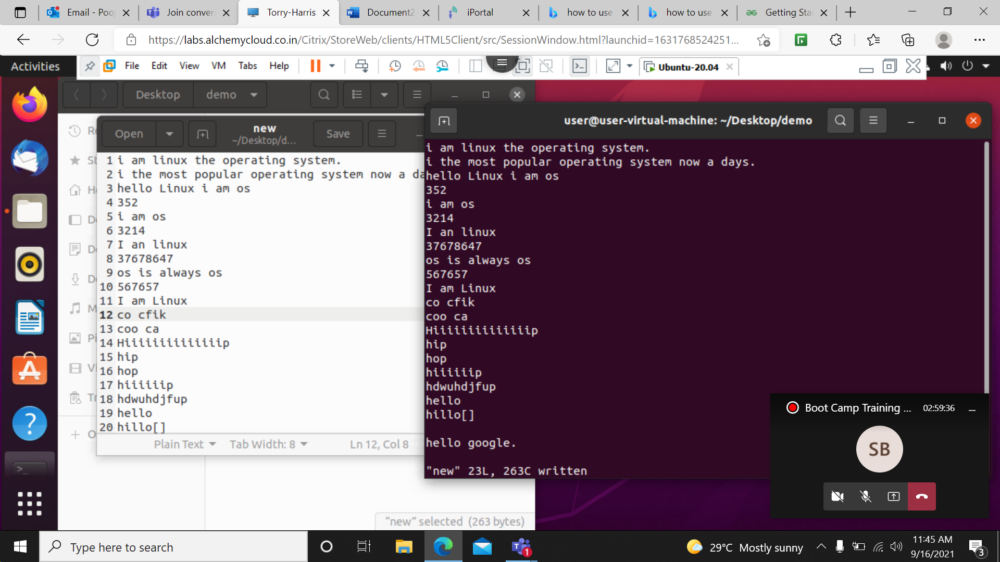 Email - Pooj
Join convers
Torry-Harris
Document2
iPortal
how to use
how to use
Getting Sta
https://labs.alchemycloud.co.in/Citrix/StoreWeb/clients/HTML5Client/src/SessionWindow.html?launchid=1631768524251...
Activities
File Edit View VM Tabs Help
Ubuntu-20.04
Desktop demo
Open
new
~/Desktop/d...
Save
Re
St
H
D
D
D
M
Pi
Vi
Tr
+ O
1 i am linux the operating system.
2 i the most popular operating system now a da
3 hello Linux i am os
4 352
5 i am os
6 3214
7 I an linux
8 37678647
9 os is always os
10 567657
11 I am Linux
12 co cfik
13 coo ca
14 Hiiiiiiiiiiiiiip
15 hip
16 hop
17 hiiiiiip
18 hdwuhdjfup
19 hello
20 hillo[]
Plain Text Tab Width: 8 Ln 12, Col 8
"new" selected (263 bytes)
user@user-virtual-machine: ~/Desktop/demo
i am linux the operating system.
i the most popular operating system now a days.
hello Linux i am os
352
i am os
3214
I an linux
37678647
os is always os
567657
I am Linux
co cfik
coo ca
Hiiiiiiiiiiiiiip
hip
hop
hiiiiiip
hdwuhdjfup
hello
hillo[]
hello google.
"new" 23L, 263C written
Boot Camp Training ... 02:59:36
SB
Type here to search
1
29°C Mostly sunny
11:45 AM
9/16/2021
3